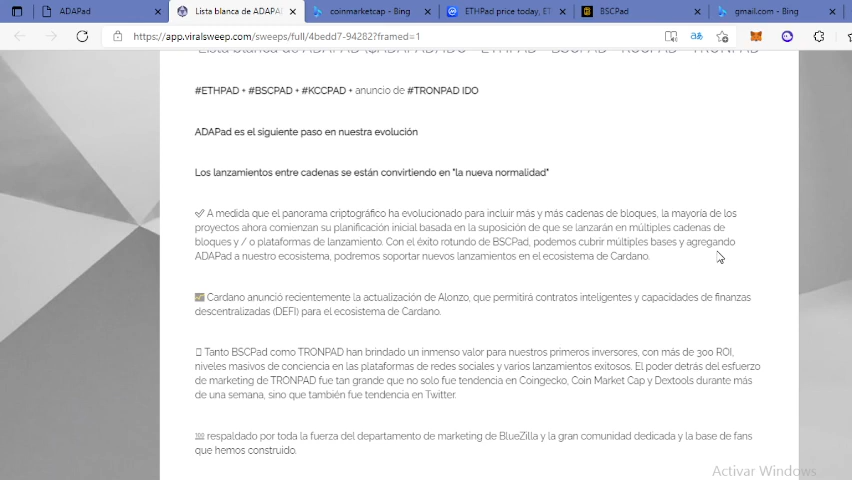 ADAPad
Lista blanca de ADAPA
coinmarketcap - Bing
ETHPad price today, ET
BSCPad
gmail.com - Bing
https://app.viralsweep.com/sweeps/full/4bedd7-94282?framed=1
Lista blanca de ADAPAD ($ADAPAD) IDO - ETHPAD - BSCPAD - KCCPAD - TRONPAD
#ETHPAD + #BSCPAD + #KCCPAD + anuncio de #TRONPAD IDO
ADAPad es el siguiente paso en nuestra evolución
Los lanzamientos entre cadenas se están convirtiendo en "la nueva normalidad"
A medida que el panorama criptográfico ha evolucionado para incluir más y más cadenas de bloques, la mayoría de los
proyectos ahora comienzan su planificación inicial basada en la suposición de que se lanzarán en múltiples cadenas de
bloques y / o plataformas de lanzamiento. Con el éxito rotundo de BSCPad, podemos cubrir múltiples bases y agregando
ADAPad a nuestro ecosistema, podremos soportar nuevos lanzamientos en el ecosistema de Cardano.
Cardano anunció recientemente la actualización de Alonzo, que permitirá contratos inteligentes y capacidades de finanzas
descentralizadas (DEFI) para el ecosistema de Cardano.
Tanto BSCPad como TRONPAD han brindado un inmenso valor para nuestros primeros inversores, con más de 300 ROI,
niveles masivos de conciencia en las plataformas de redes sociales y varios lanzamientos exitosos. El poder detrás del esfuerzo
de marketing de TRONPAD fue tan grande que no solo fue tendencia en Coingecko, Coin Market Cap y Dextools durante más
de una semana, sino que también fue tendencia en Twitter.
respaldado por toda la fuerza del departamento de marketing de BlueZilla y la gran comunidad dedicada y la base de fans
que hemos construido.
Activar Windows